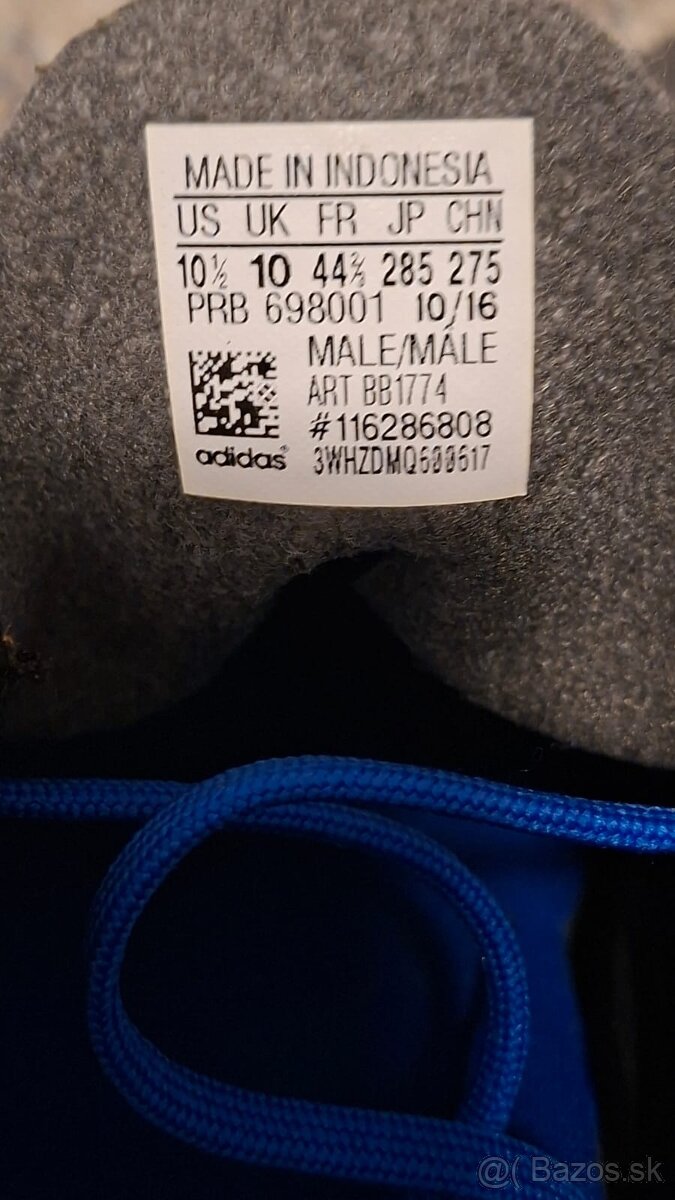 MADE IN INDONESIA
US UK FR JP CHN
10½ 10 44⅔ 285 275
PRB 698001 10/16
MALE/MÂLE
ART BB1774
#116286808
adidas® 3WHZDMQ600617
@( Bazos.sk